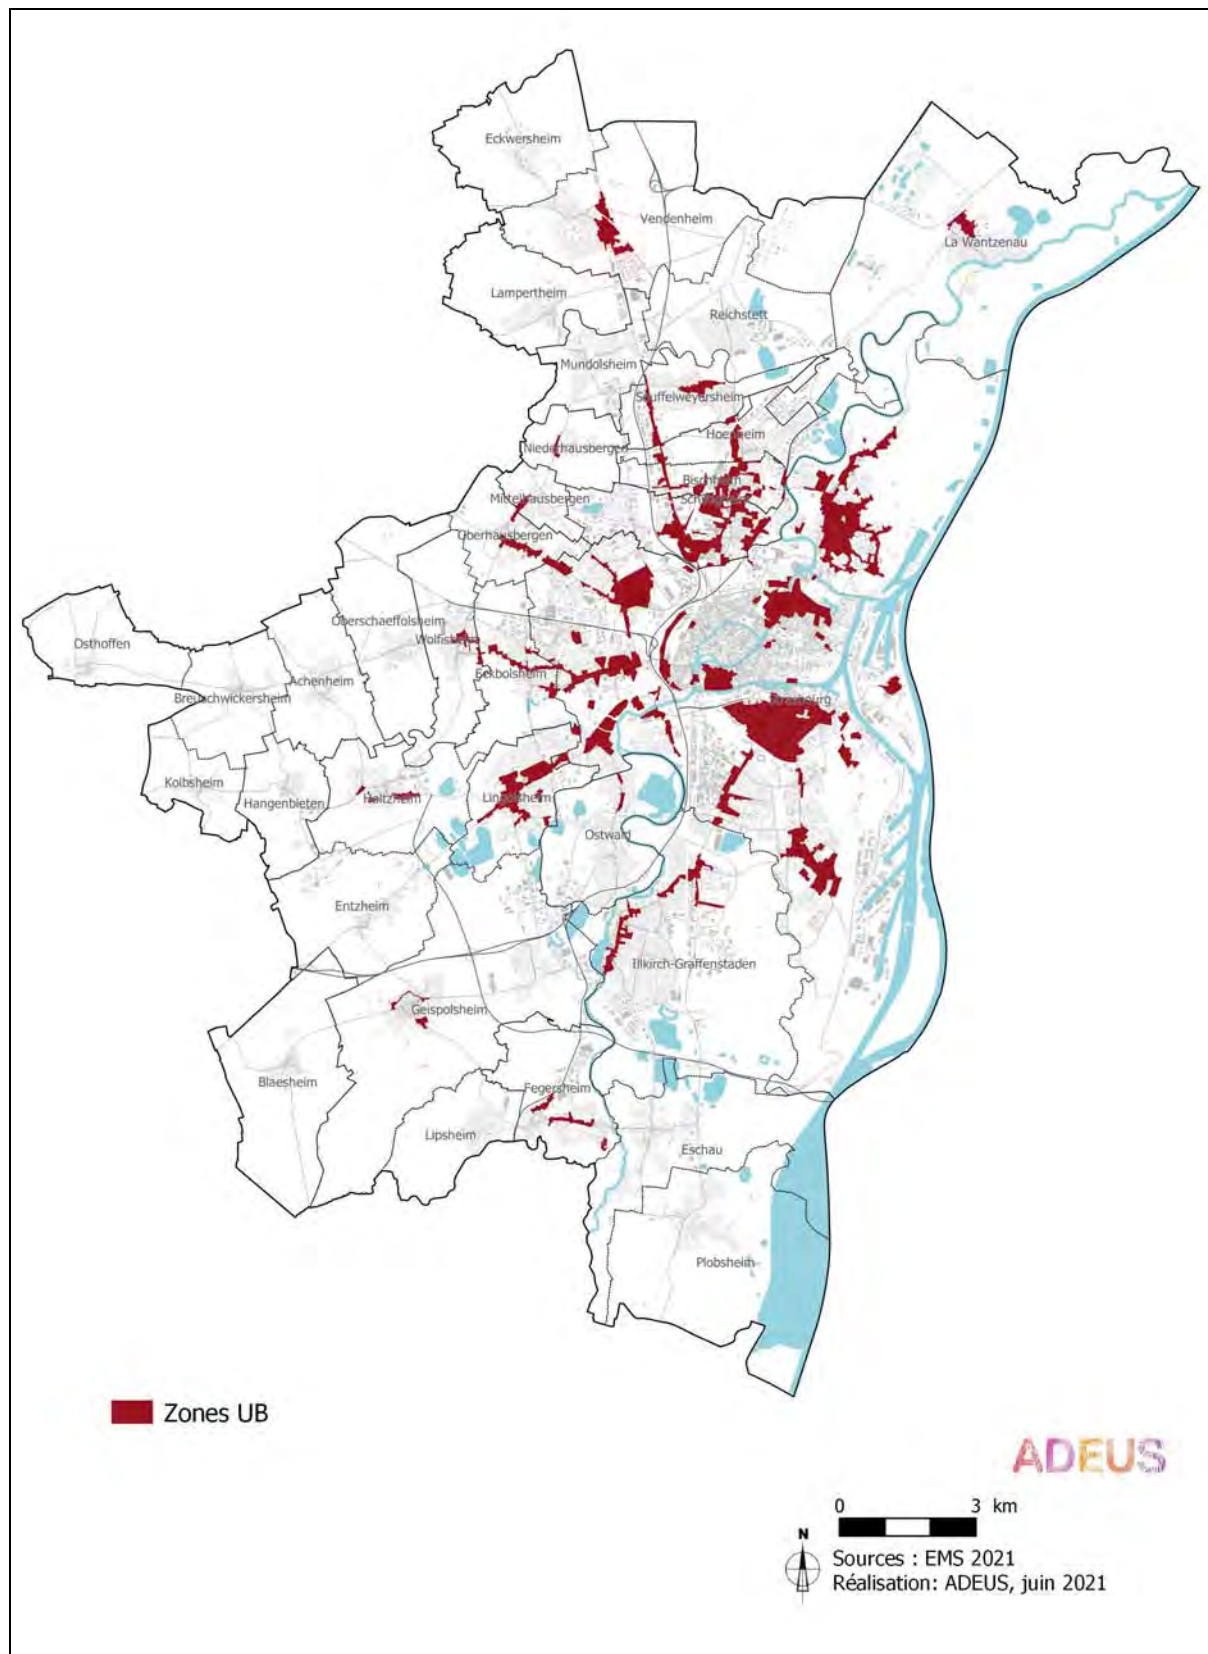 Eckwersheim
Vendenheim
La Wantzenau
Lampertheim
Reichstett
Mundolsheim
Souffelweyersheim
Hoenheim
Niederhausbergen
Bischheim
Mittelhausbergen
Oberhausbergen
Oberschaeffolsheim
Wolfisheim
Osthoffen
Eckbolsheim
Achenheim
Breuschwickersheim
Strasbourg
Kolbsheim
Hangenbieten
Holtzheim
Lingolsheim
Ostwald
Entzheim
Illkirch-Graffenstaden
Geispolsheim
Blaesheim
Fegersheim
Lipsheim
Eschau
Plobsheim
Zones UB
ADEUS
0 3 km
N
Sources : EMS 2021
Réalisation: ADEUS, juin 2021